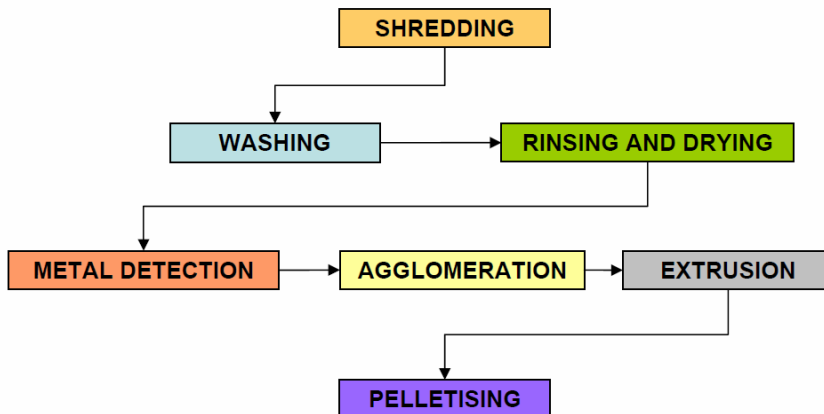 SHREDDING
WASHING
RINSING AND DRYING
METAL DETECTION
AGGLOMERATION
EXTRUSION
PELLETISING